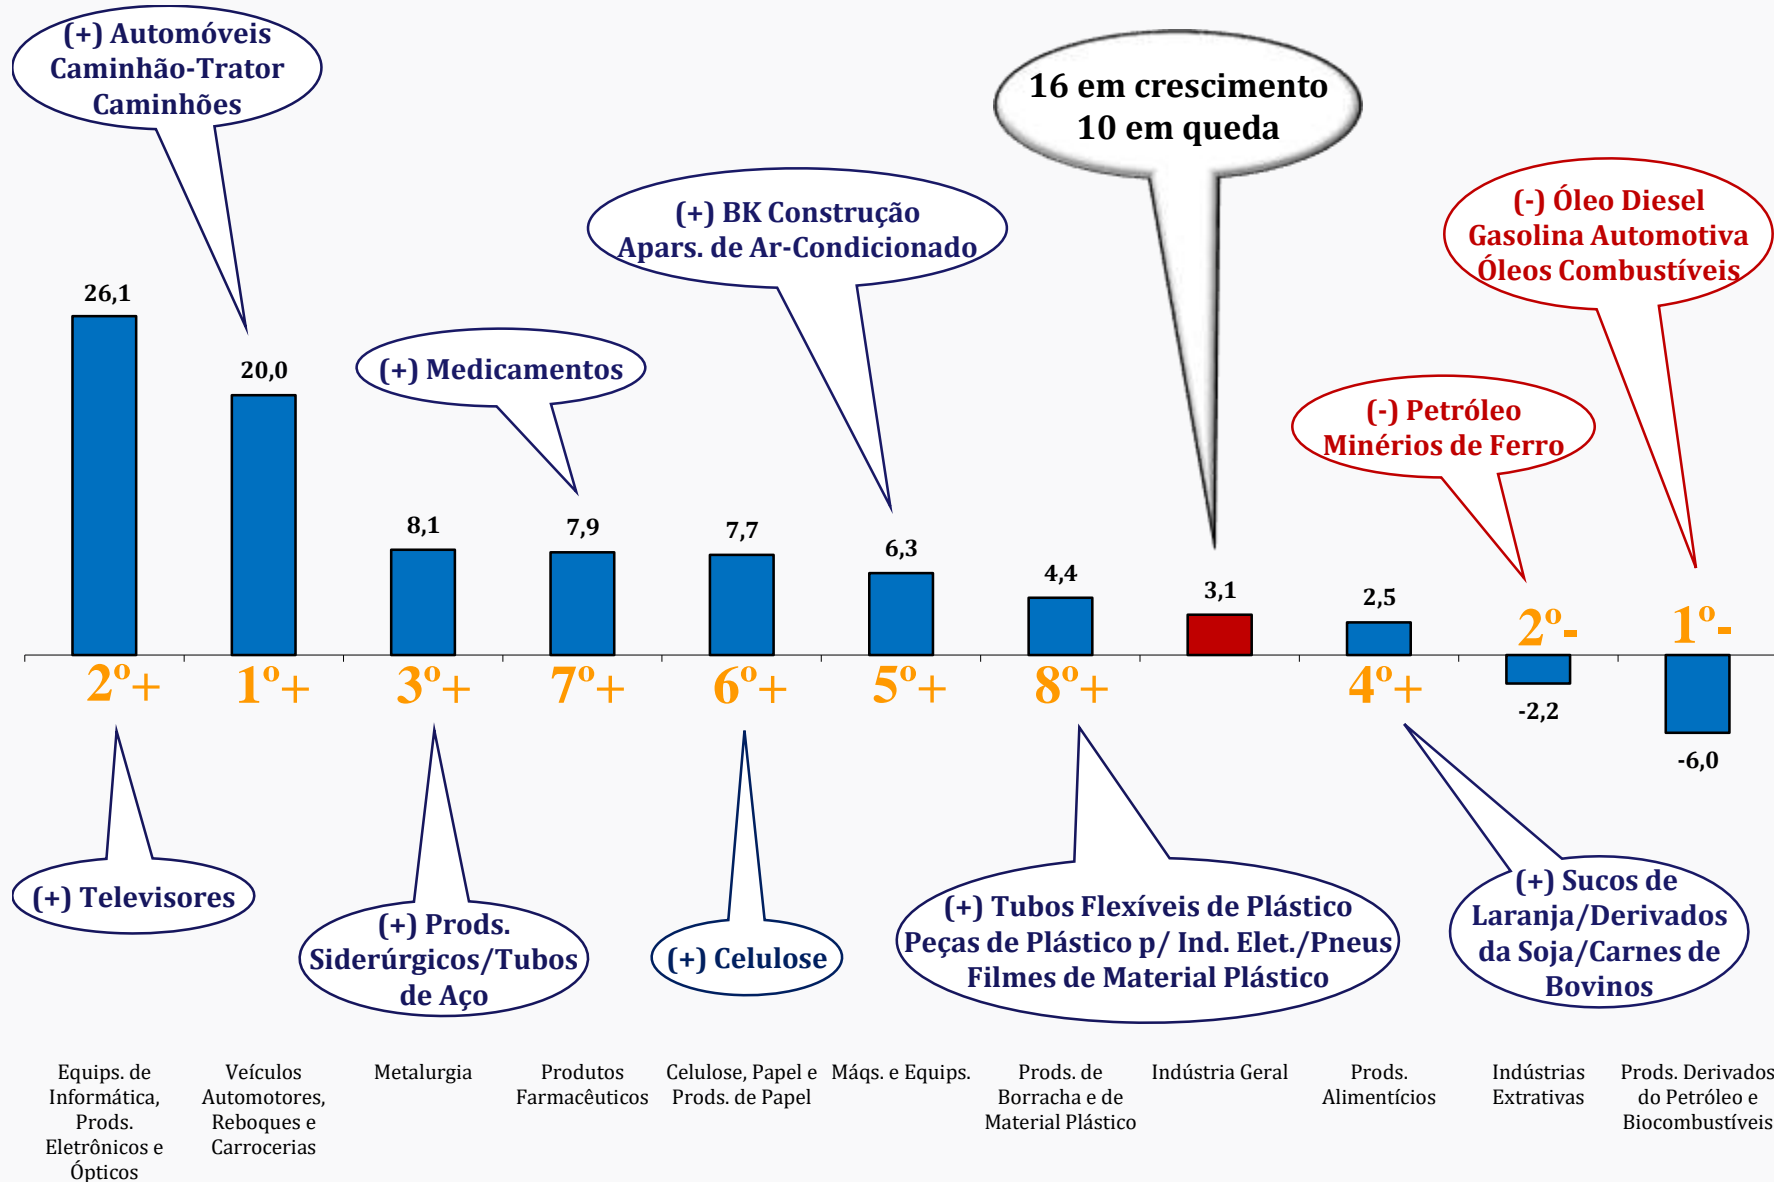 (+) Automóveis
Caminhão-Trator
Caminhões
16 em crescimento
10 em queda
(+) BK Construção
Apars. de Ar-Condicionado
(-) Óleo Diesel
Gasolina Automotiva
Óleos Combustíveis
(+) Medicamentos
(-) Petróleo
Minérios de Ferro
26,1
20,0
8,1
7,9
7,7
6,3
4,4
3,1
2,5
2º-
1º-
2º+
1º+
3º+
7º+
6º+
5º+
8º+
4º+
-2,2
-6,0
(+) Televisores
(+) Prods.
Siderúrgicos/Tubos
de Aço
(+) Celulose
(+) Tubos Flexíveis de Plástico
Peças de Plástico p/ Ind. Elet./Pneus
Filmes de Material Plástico
(+) Sucos de
Laranja/Derivados
da Soja/Carnes de
Bovinos
Equips. de
Informática,
Prods.
Eletrônicos e
Ópticos
Veículos
Automotores,
Reboques e
Carrocerias
Metalurgia
Produtos
Farmacêuticos
Celulose, Papel e
Prods. de Papel
Máqs. e Equips.
Prods. de
Borracha e de
Material Plástico
Indústria Geral
Prods.
Alimentícios
Indústrias
Extrativas
Prods. Derivados
do Petróleo e
Biocombustíveis